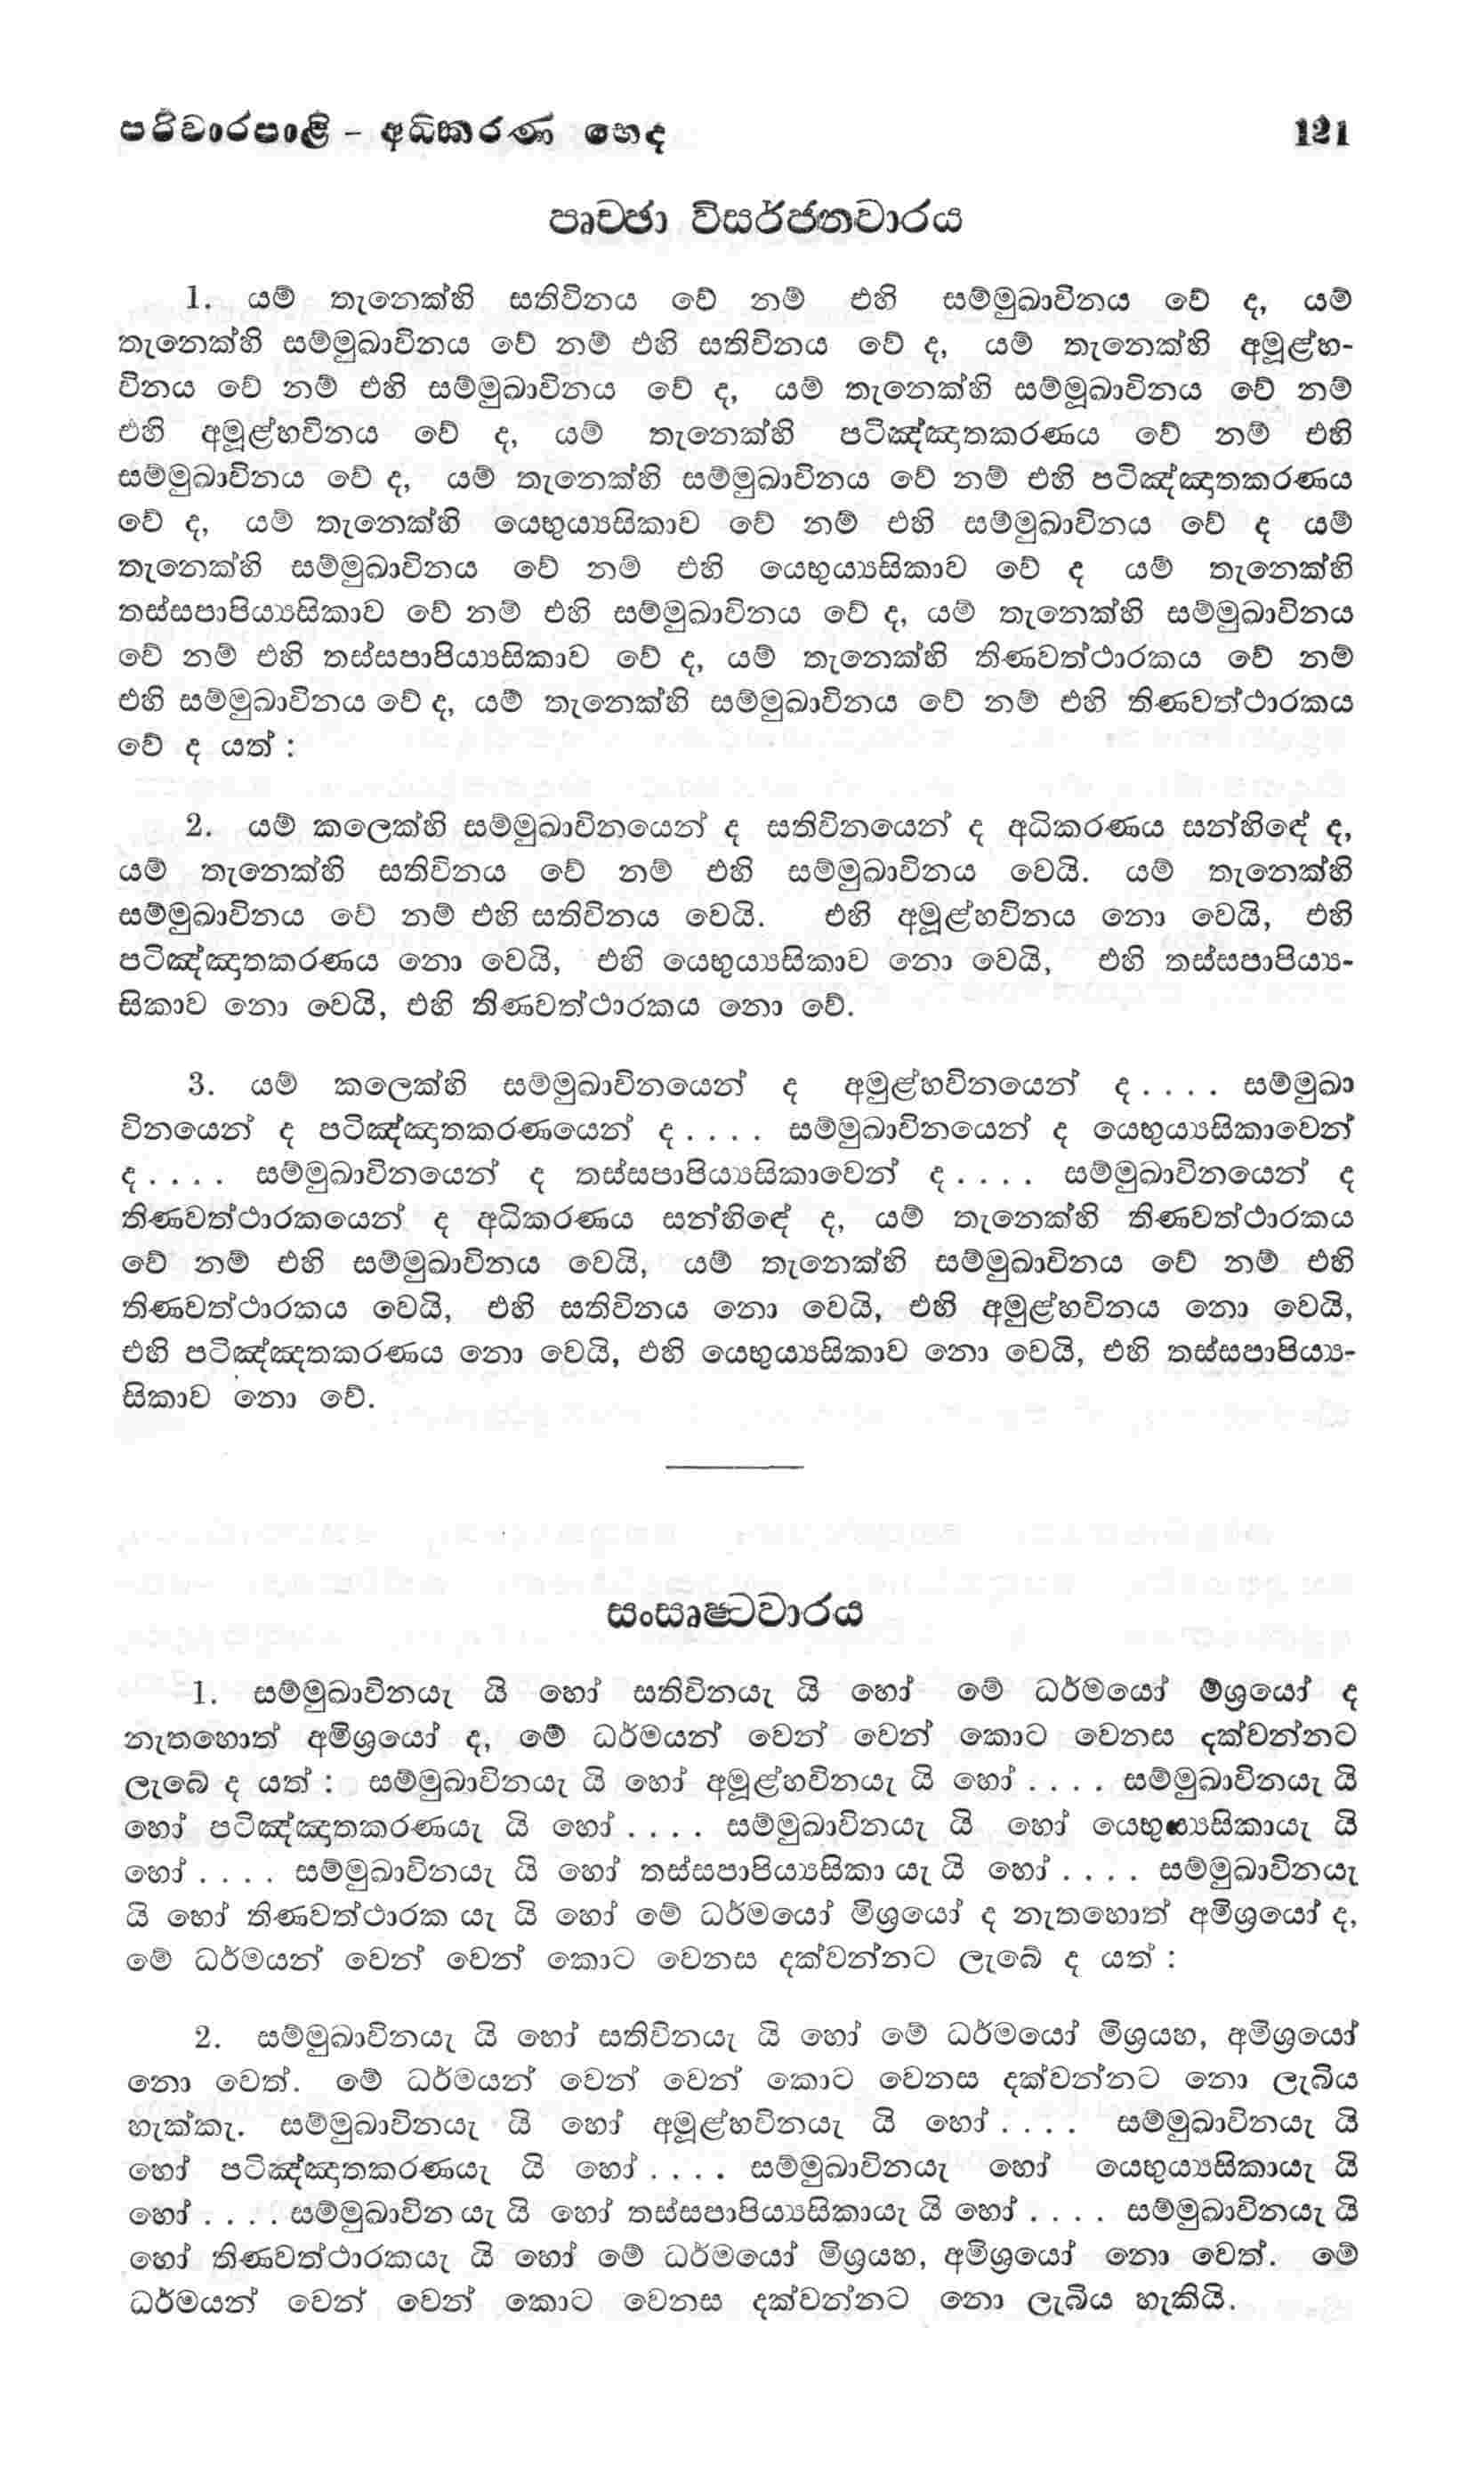 පරිවාරපාළි - අධිකරණ භෙද 121
පෘච්ඡා විසර්ජනවාරය
1. යම් තැනෙක්හි සතිවිනය වේ නම් එහි සම්මුඛාවිනය වේ ද, යම්
තැනෙක්හි සම්මුඛාවිනය වේ නම් එහි සතිවිනය වේ ද, යම් තැනෙක්හි අමූළ්හ-
විනය වේ නම් එහි සම්මුඛාවිනය වේ ද, යම් තැනෙක්හි සම්මූඛාවිනය වේ නම්
එහි අමූළ්හවිනය වේ ද, යම් තැනෙක්හි පටිඤ්ඤාතකරණය වේ නම් එහි
සම්මුඛාවිනය වේ ද, යම් තැනෙක්හි සම්මුඛාවිනය වේ නම් එහි පටිඤ්ඤාතකරණය
වේ ද, යම් තැනෙක්හි යෙභුය්‍යසිකාව වේ නම් එහි සම්මුඛාවිනය වේ ද යම්
තැනෙක්හි සම්මුඛාවිනය වේ නම් එහි යෙභුය්‍යසිකාව වේ ද යම් තැනෙක්හි
තස්සපාපිය්‍යසිකාව වේ නම් එහි සම්මුඛාවිනය වේ ද, යම් තැනෙක්හි සම්මුඛාවිනය
වේ නම් එහි තස්සපාපිය්‍යසිකාව වේ ද, යම් තැනෙක්හි තිණවත්ථාරකය වේ නම්
එහි සම්මුඛාවිනය වේ ද, යම් තැනෙක්හි සම්මුඛාවිනය වේ නම් එහි තිණවත්ථාරකය
වේ ද යත් :
2. යම් කලෙක්හි සම්මුඛාවිනයෙන් ද සතිවිනයෙන් ද අධිකරණය සන්හිඳේ ද,
යම් තැනෙක්හි සතිවිනය වේ නම් එහි සම්මුඛාවිනය වෙයි. යම් තැනෙක්හි
සම්මුඛාවිනය වේ නම් එහි සතිවිනය වෙයි. එහි අමූළ්හවිනය නො වෙයි, එහි
පටිඤ්ඤාතකරණය නො වෙයි, එහි යෙභුය්‍යසිකාව නො වෙයි, එහි තස්සපාපිය්‍ය-
සිකාව නො වෙයි, එහි තිණවත්ථාරකය නො වේ.
3. යම් කලෙක්හි සම්මුඛාවිනයෙන් ද අමුළ්හවිනයෙන් ද . . . . සම්මුඛා
විනයෙන් ද පටිඤ්ඤාතකරණයෙන් ද . . . . සම්මුඛාවිනයෙන් ද යෙභුය්‍යසිකාවෙන්
ද . . . . සම්මුඛාවිනයෙන් ද තස්සපාපිය්‍යසිකාවෙන් ද . . . . සම්මුඛාවිනයෙන් ද
තිණවත්ථාරකයෙන් ද අධිකරණය සන්හිඳේ ද, යම් තැනෙක්හි තිණවත්ථාරකය
වේ නම් එහි සම්මුඛාවිනය වෙයි, යම් තැනෙක්හි සම්මුඛාවිනය වේ නම් එහි
තිණවත්ථාරකය වෙයි, එහි සතිවිනය නො වෙයි, එහි අමුළ්හවිනය නො වෙයි,
එහි පටිඤ්ඤතකරණය නො වෙයි, එහි යෙභුය්‍යසිකාව නො වෙයි, එහි තස්සපාපිය්‍ය-
සිකාව නො වේ.
සංසෘෂ්ටවාරය
1. සම්මුඛාවිනයැ යි හෝ සතිවිනයැ යි හෝ මේ ධර්මයෝ මිශ්‍රයෝ ද
නැතහොත් අමිශ්‍රයෝ ද, මේ ධර්මයන් වෙන් වෙන් කොට වෙනස දක්වන්නට
ලැබේ ද යත් : සම්මුඛාවිනයැ යි හෝ අමූළ්හවිනයැ යි හෝ . . . . සම්මුඛාවිනයැ යි
හෝ පටිඤ්ඤාතකරණයැ යි හෝ . . . . සම්මුඛාවිනයැ යි හෝ යෙභුය්‍යසිකායැ යි
හෝ . . . . සම්මුඛාවිනයැ යි හෝ තස්සපාපිය්‍යසිකා යැ යි හෝ . . . . සම්මුඛාවිනයැ
යි හෝ තිණවත්ථාරක යැ යි හෝ මේ ධර්මයෝ මිශ්‍රයෝ ද නැතහොත් අමිශ්‍රයෝ ද,
මේ ධර්මයන් වෙන් වෙන් කොට වෙනස දක්වන්නට ලැබේ ද යත් :
2. සම්මුඛාවිනයැ යි හෝ සතිවිනයැ යි හෝ මේ ධර්මයෝ මිශ්‍රයහ, අමිශ්‍රයෝ
නො වෙත්. මේ ධර්මයන් වෙන් වෙන් කොට වෙනස දක්වන්නට නො ලැබිය
හැක්කැ. සම්මුඛාවිනයැ යි හෝ අමූළ්හවිනයැ යි හෝ . . . . සම්මුඛාවිනයැ යි
හෝ පටිඤ්ඤාතකරණයැ යි හෝ . . . . සම්මුඛාවිනයැ හෝ යෙභුය්‍යසිකායැ යි
හෝ . . . . සම්මුඛාවින යැ යි හෝ තස්සපාපිය්‍යසිකායැ යි හෝ . . . . සම්මුඛාවිනයැ යි
හෝ තිණවත්ථාරකයැ යි හෝ මේ ධර්මයෝ මිශ්‍රයහ, අමිශ්‍රයෝ නො වෙත්. මේ
ධර්මයන් වෙන් වෙන් කොට වෙනස දක්වන්නට නො ලැබිය හැකියි.